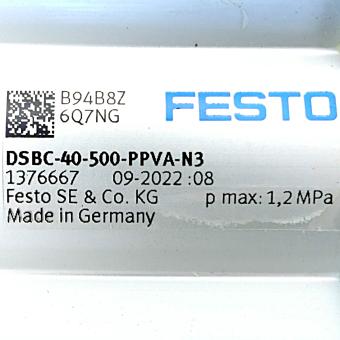 B94B8Z
6Q7NG
FESTO
DSBC-40-500-PPVA-N3
1376667 09-2022 :08
Festo SE & Co. KG p max: 1,2 MPa
Made in Germany